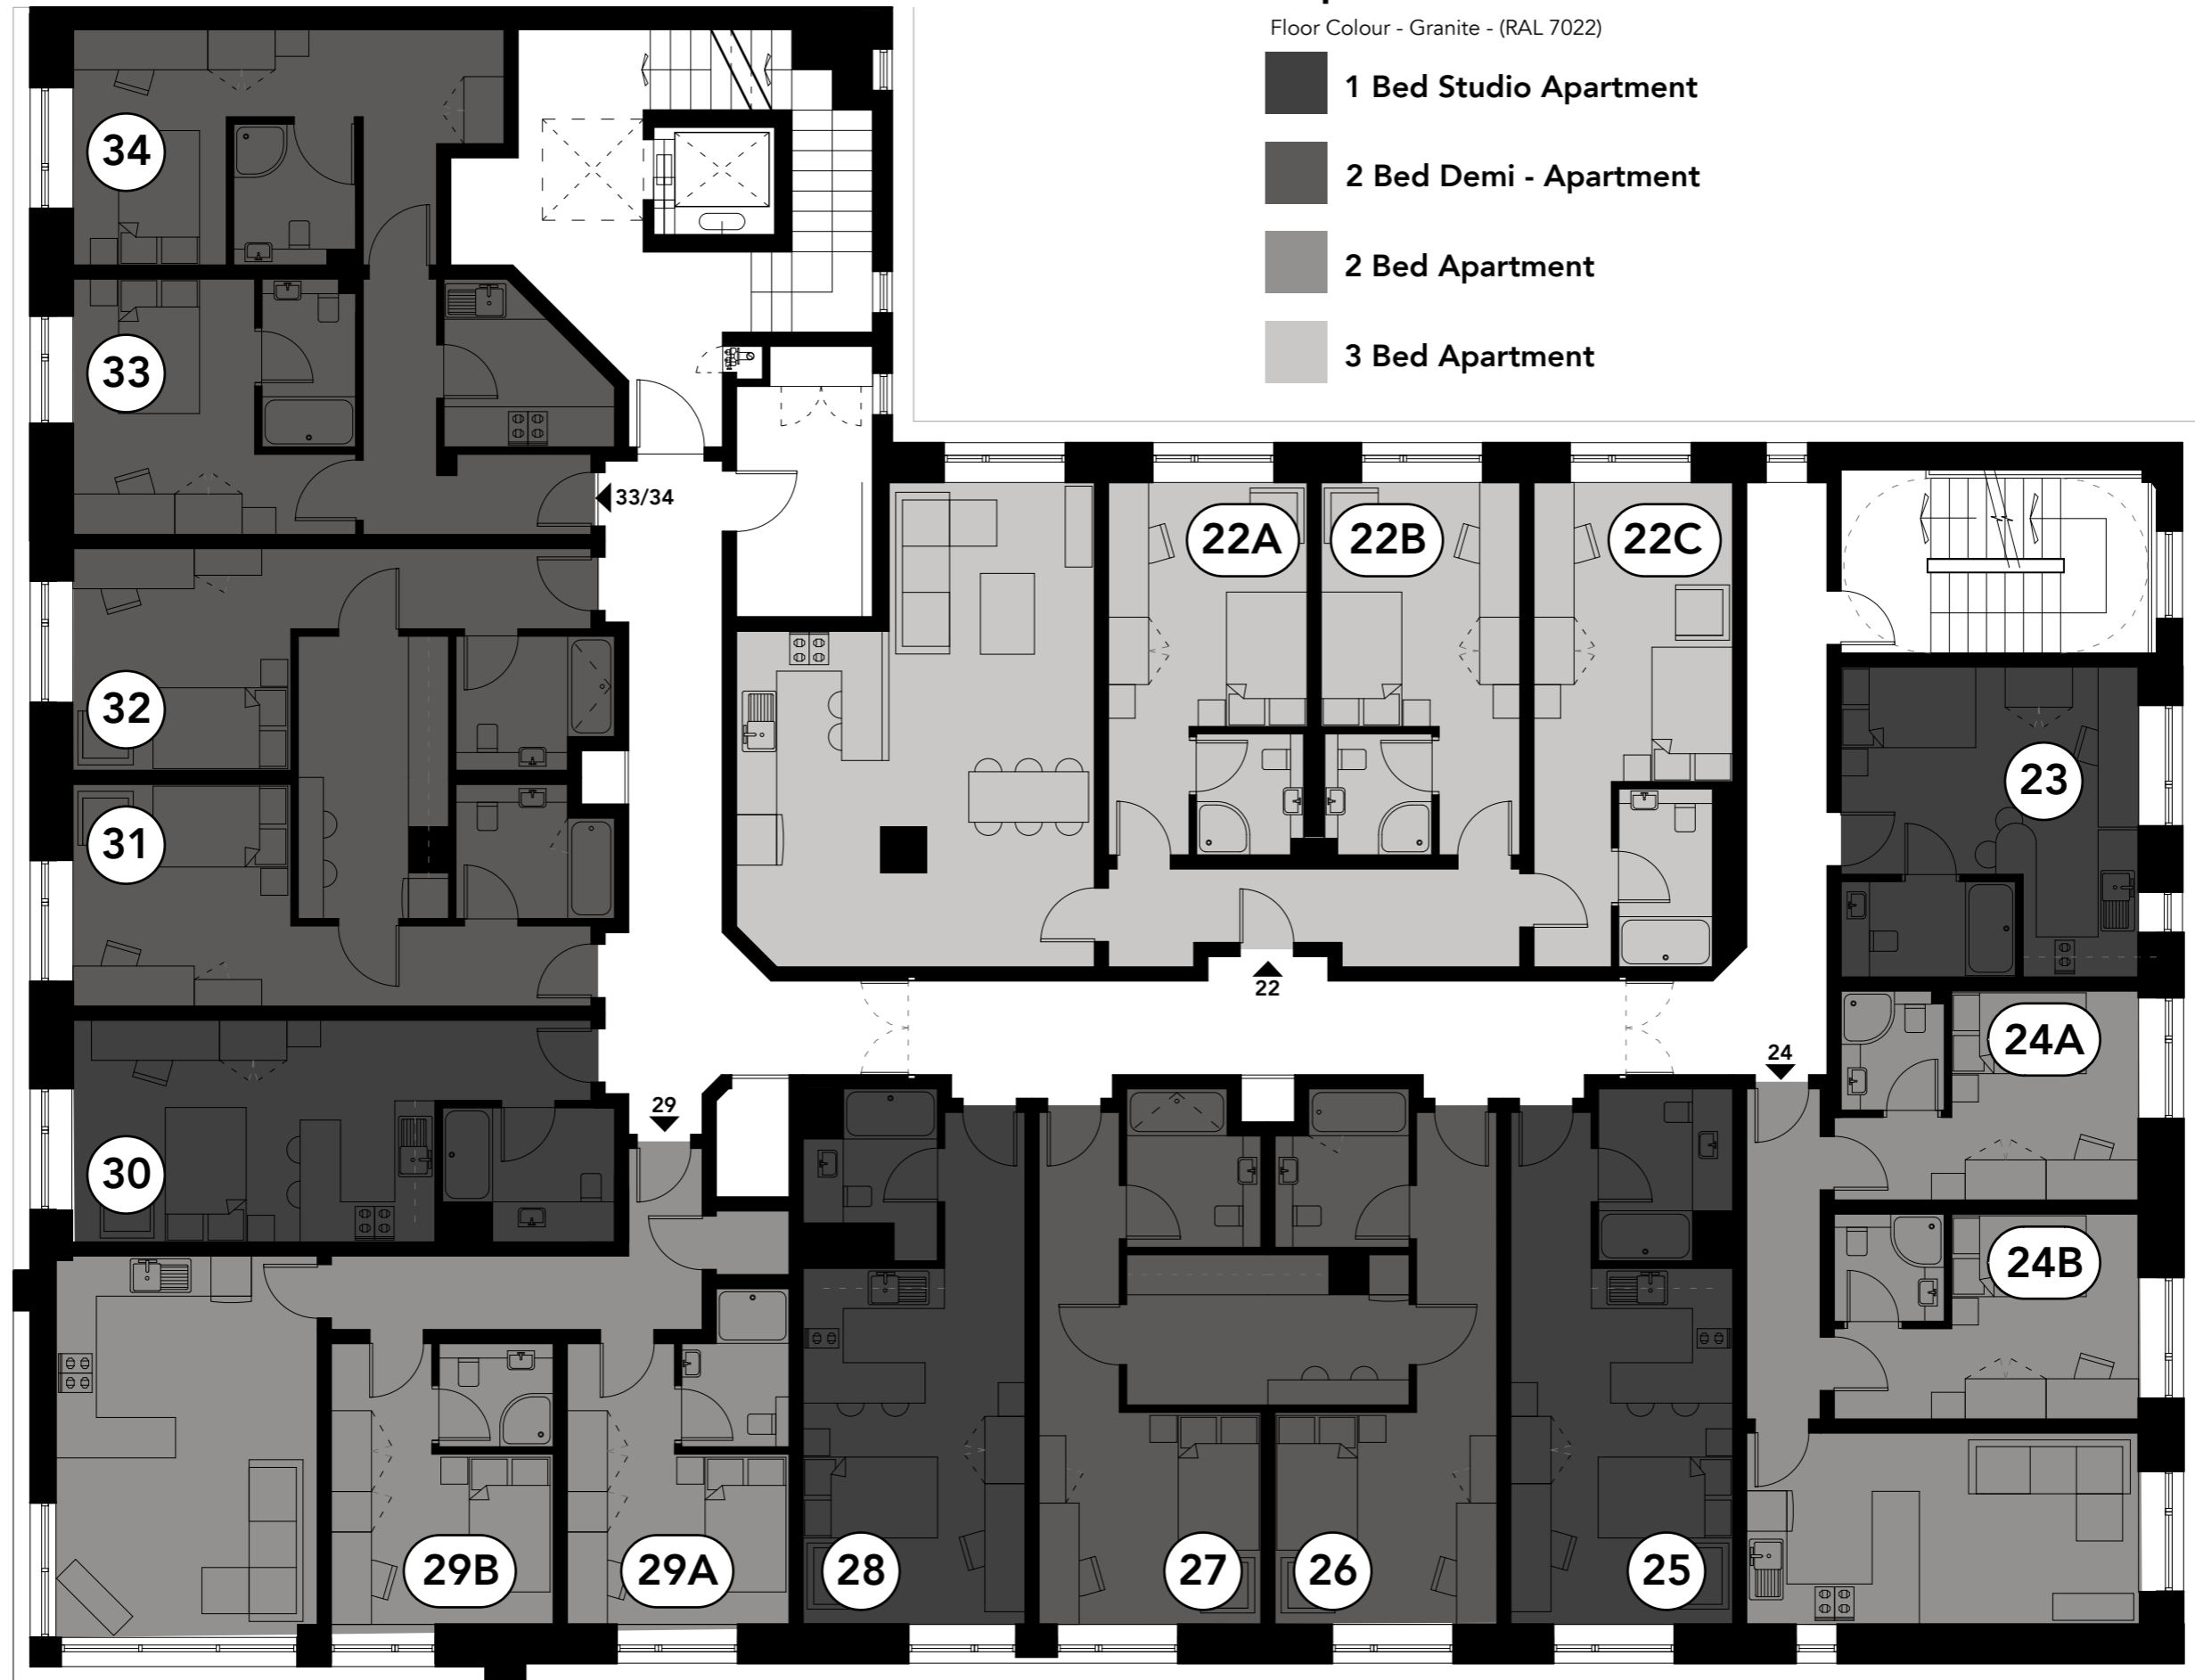 Floor Colour - Granite - (RAL 7022)
1 Bed Studio Apartment
2 Bed Demi - Apartment
2 Bed Apartment
3 Bed Apartment
34
33
33/34
22A
22B
22C
32
23
31
22
24A
24
29
30
24B
29B
29A
28
27
26
25